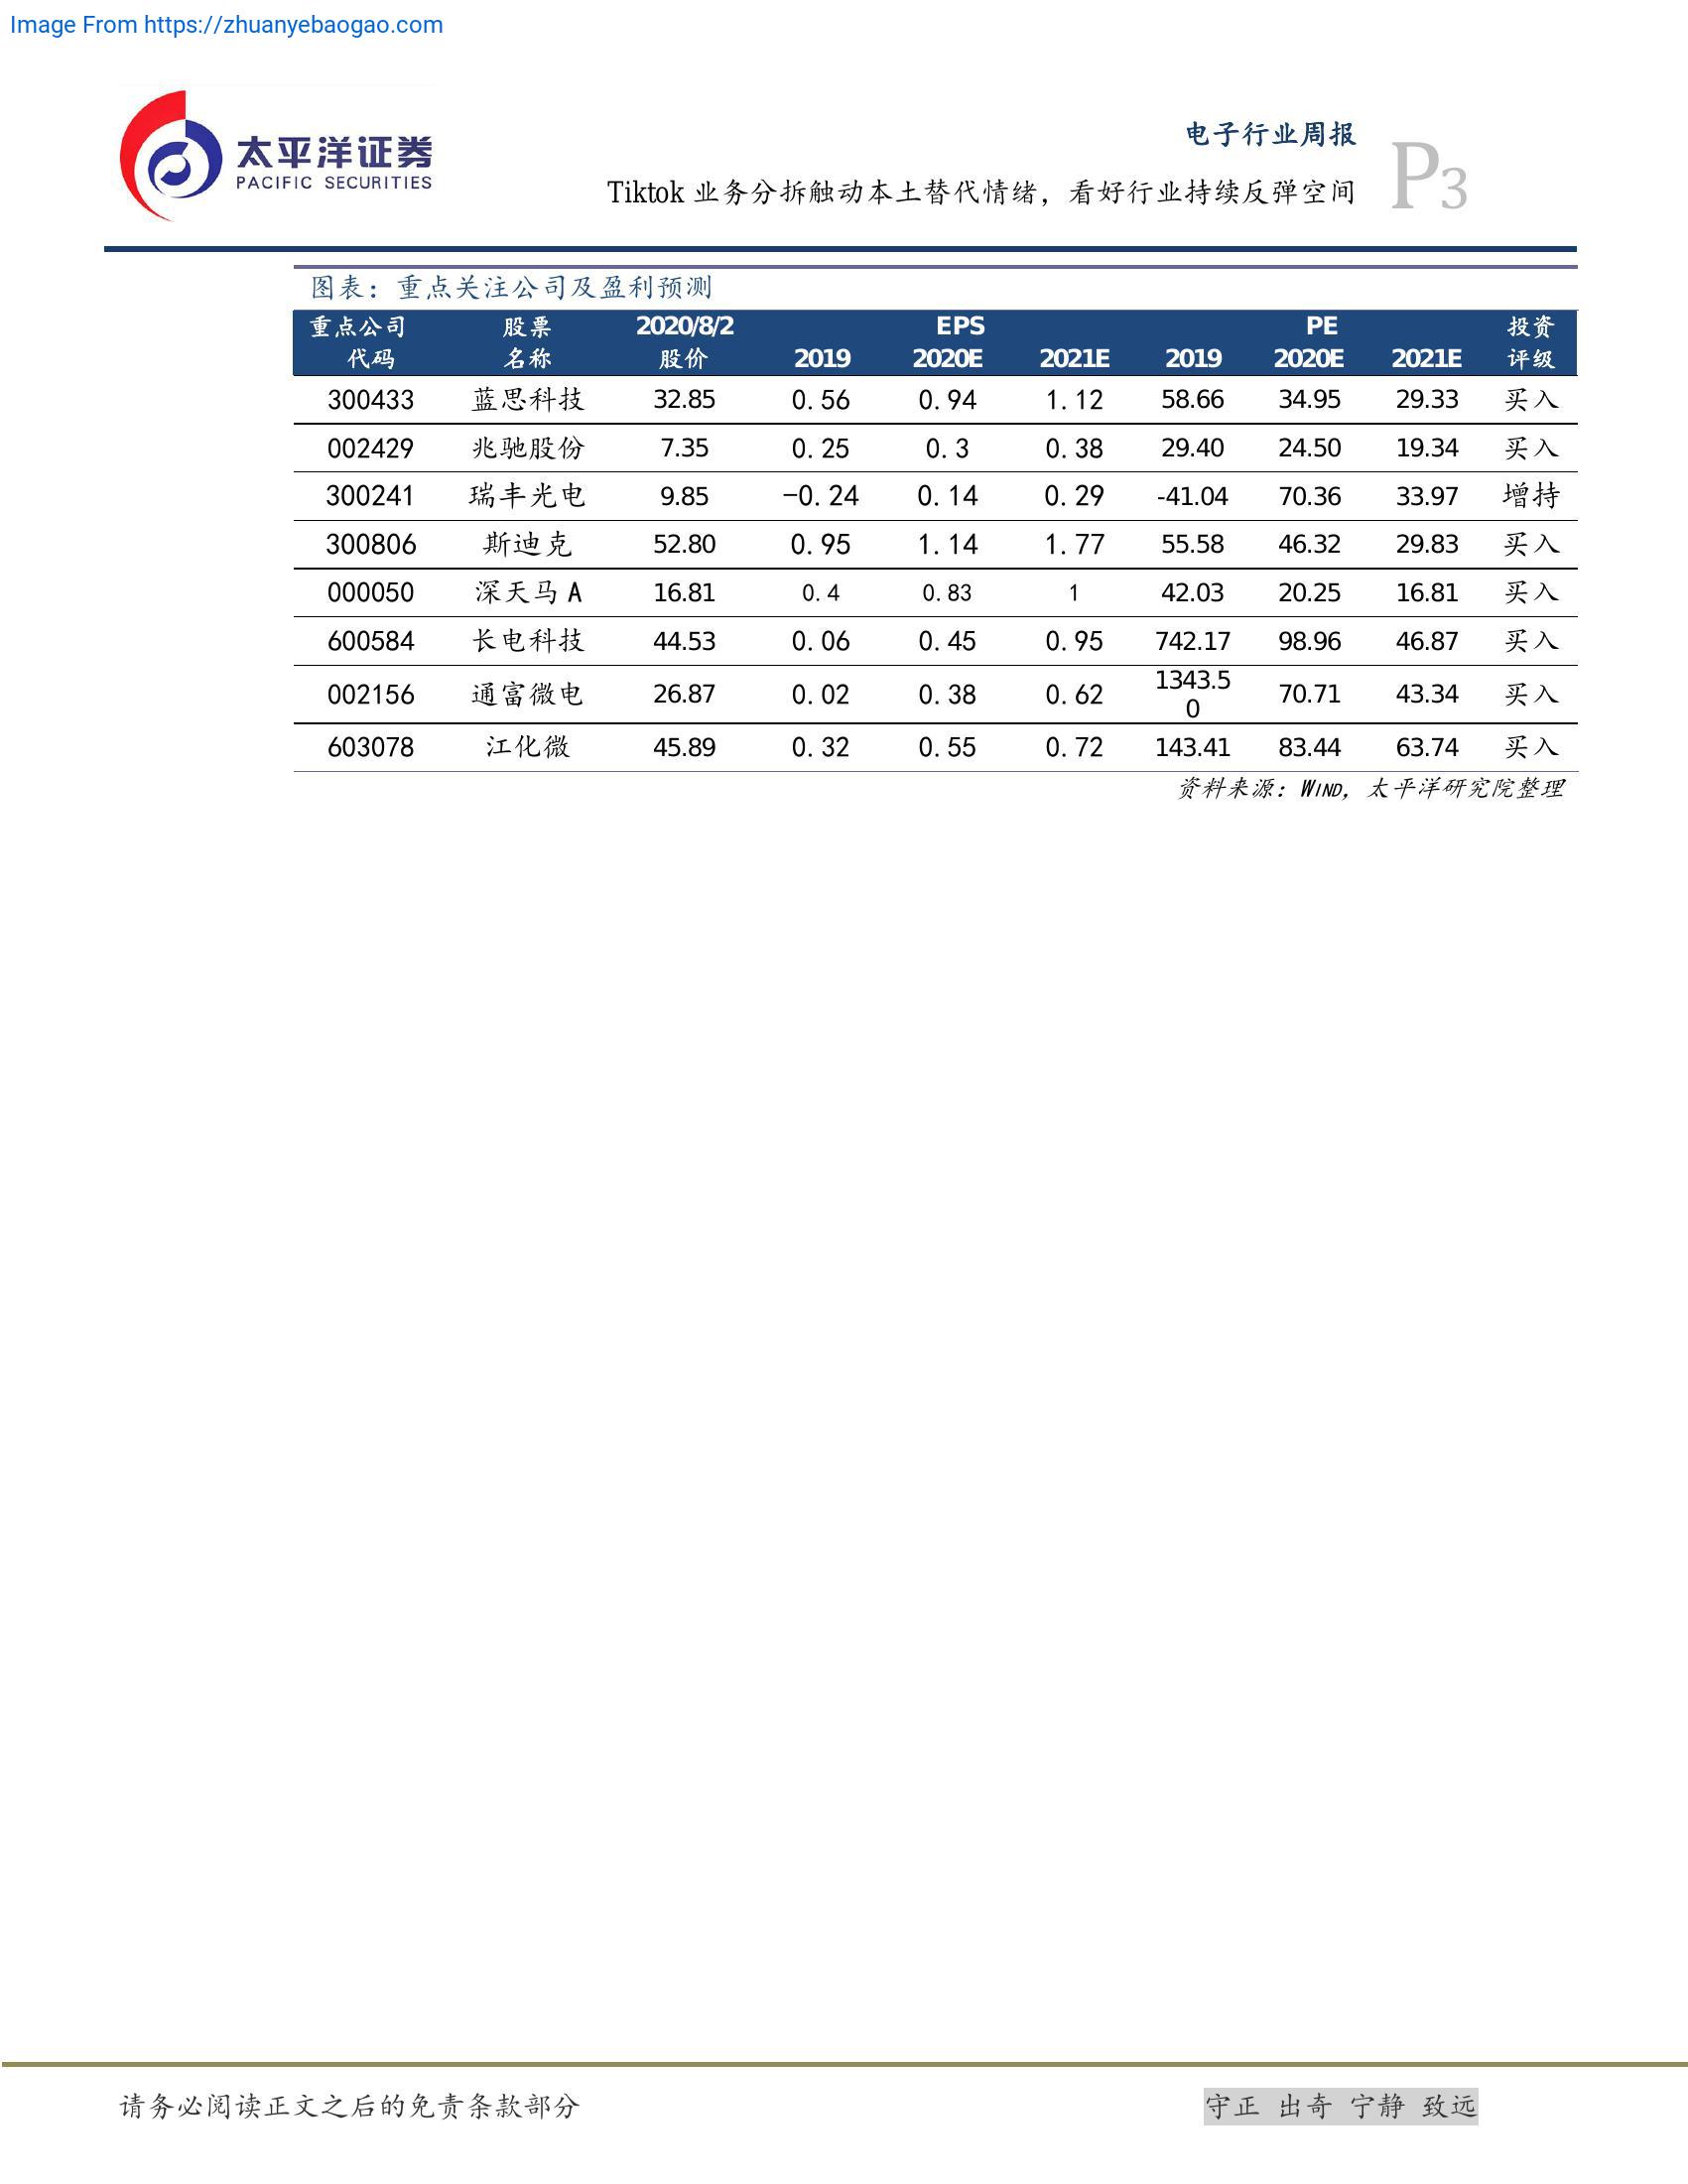 Image From https://zhuanyebaogao.com
太平洋证券
PACIFIC SECURITIES
电子行业周报
Tiktok 业务分拆触动本土替代情绪，看好行业持续反弹空间
P3
图表：重点关注公司及盈利预测
重点公司 股票 2020/8/2 EPS PE 投资
代码 名称 股价 2019 2020E 2021E 2019 2020E 2021E 评级
300433 蓝思科技 32.85 0.56 0.94 1.12 58.66 34.95 29.33 买入
002429 兆驰股份 7.35 0.25 0.3 0.38 29.40 24.50 19.34 买入
300241 瑞丰光电 9.85 -0.24 0.14 0.29 -41.04 70.36 33.97 增持
300806 斯迪克 52.80 0.95 1.14 1.77 55.58 46.32 29.83 买入
000050 深天马 A 16.81 0.4 0.83 1 42.03 20.25 16.81 买入
600584 长电科技 44.53 0.06 0.45 0.95 742.17 98.96 46.87 买入
002156 通富微电 26.87 0.02 0.38 0.62 1343.50 70.71 43.34 买入
603078 江化微 45.89 0.32 0.55 0.72 143.41 83.44 63.74 买入
资料来源：WIND，太平洋研究院整理
请务必阅读正文之后的免责条款部分
守正 出奇 宁静 致远